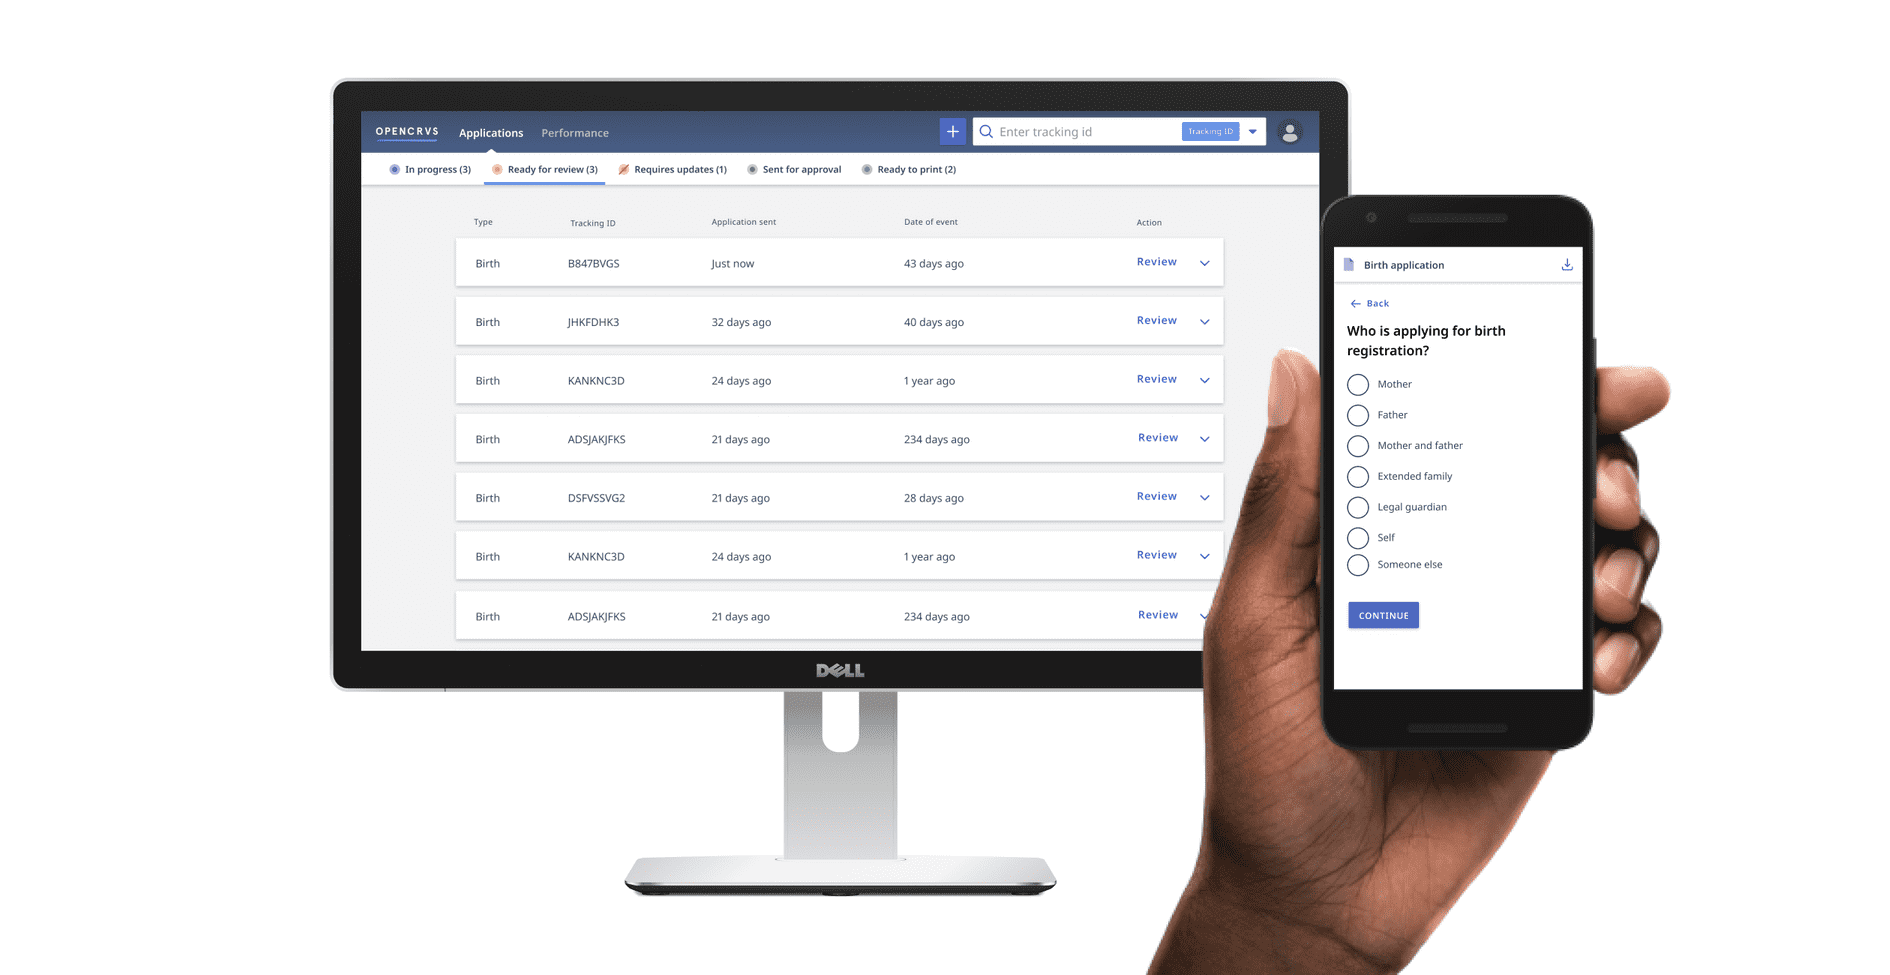 OPENCRVS Applications Performance + Enter tracking id Tracking ID
In progress (3) Ready for review (3) Requires updates (1) Sent for approval Ready to print (2)
Type Tracking ID Application sent Date of event Action
Birth B847BVGS Just now 43 days ago Review
Birth JHKFDHK3 32 days ago 40 days ago Review
Birth KANKNC3D 24 days ago 1 year ago Review
Birth ADSJAKJFKS 21 days ago 234 days ago Review
Birth DSFVSSVG2 21 days ago 28 days ago Review
Birth KANKNC3D 24 days ago 1 year ago Review
Birth ADSJAKJFKS 21 days ago 234 days ago Review
DELL
Birth application
Back
Who is applying for birth
registration?
Mother
Father
Mother and father
Extended family
Legal guardian
Self
Someone else
CONTINUE